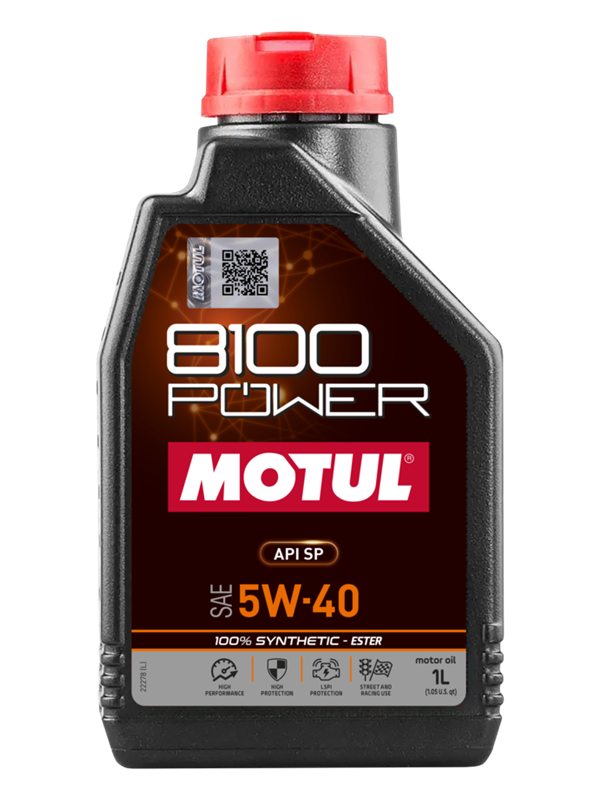 MOTUL
8100
POWER
MOTUL®
API SP
SAE 5W-40
100% SYNTHETIC - ESTER
22278 (L)
HIGH PERFORMANCE
HIGH PROTECTION
LSPI PROTECTION
STREET AND RACING USE
motor oil
1L
(1.05 U.S. qt)